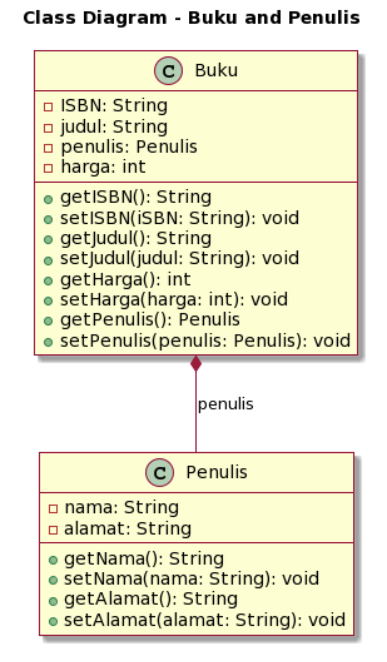 Class Diagram - Buku and Penulis
C Buku
ISBN: String
judul: String
penulis: Penulis
harga: int
getISBN(): String
setISBN(iSBN: String): void
getJudul(): String
setJudul(judul: String): void
getHarga(): int
setHarga(harga: int): void
getPenulis(): Penulis
setPenulis(penulis: Penulis): void
penulis
C Penulis
nama: String
alamat: String
getNama(): String
setNama(nama: String): void
getAlamat(): String
setAlamat(alamat: String): void